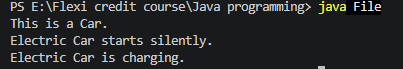 PS E:\Flexi credit course\Java programming> java File
This is a Car.
Electric Car starts silently.
Electric Car is charging.